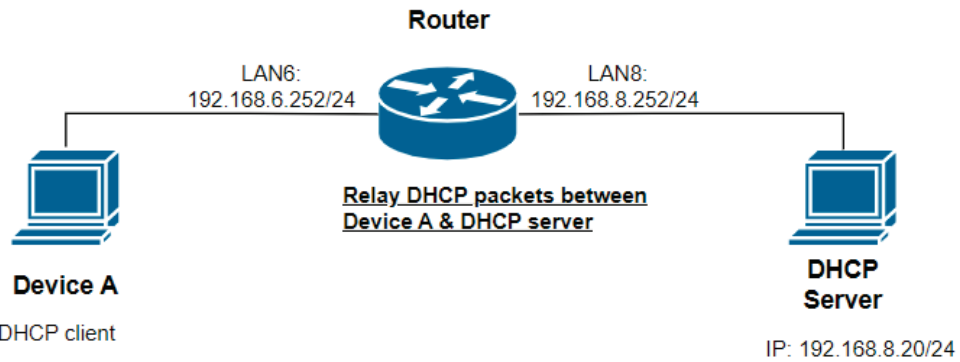 Router
LAN6:
192.168.6.252/24
LAN8:
192.168.8.252/24
Relay DHCP packets between
Device A & DHCP server
Device A
DHCP client
DHCP
Server
IP: 192.168.8.20/24